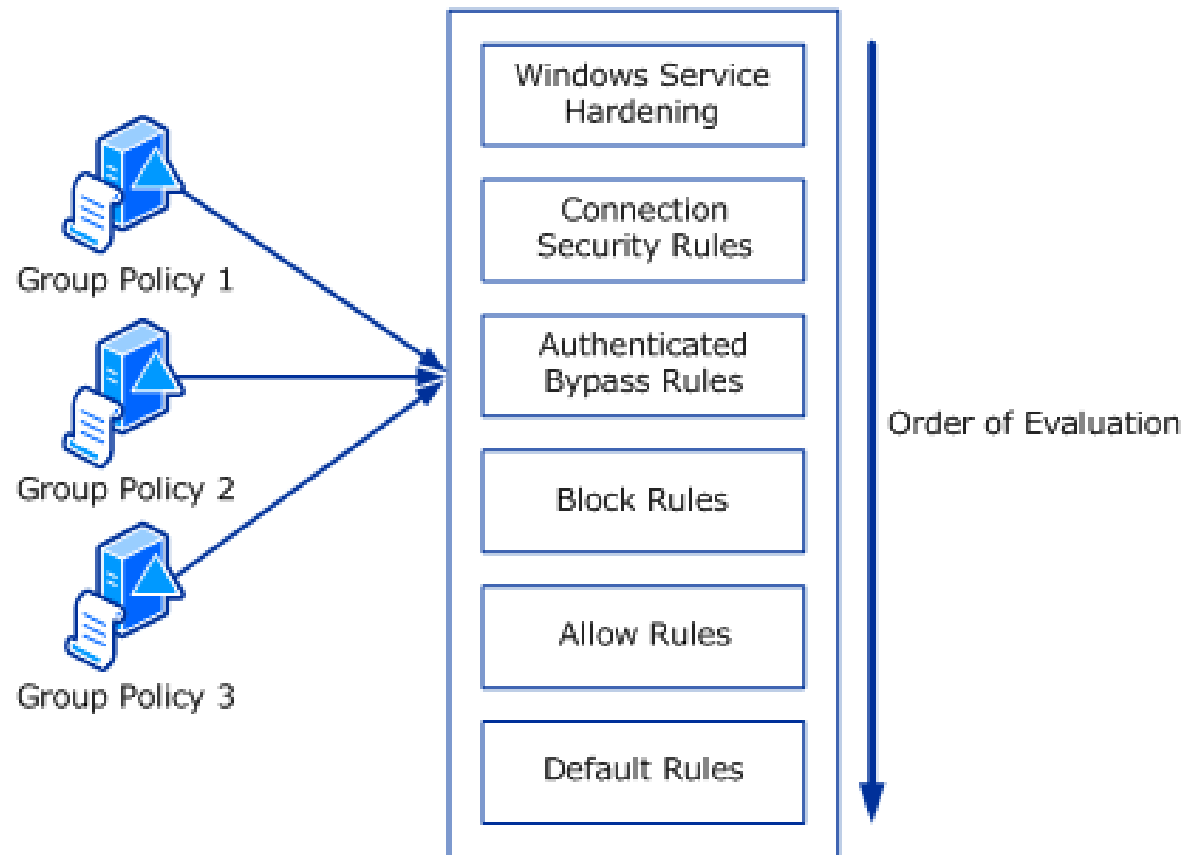 Group Policy 1
Group Policy 2
Group Policy 3
Windows Service
Hardening
Connection
Security Rules
Authenticated
Bypass Rules
Block Rules
Allow Rules
Default Rules
Order of Evaluation